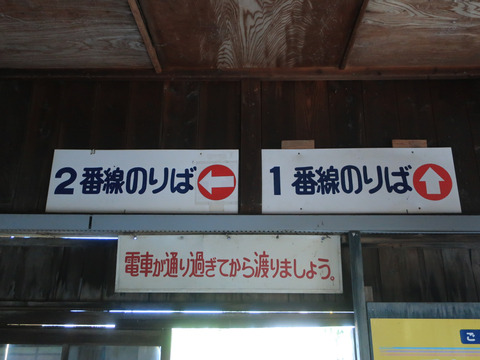 2番線のりば ←
1番線のりば ↑
電車が通り過ぎてから渡りましょう。
ご